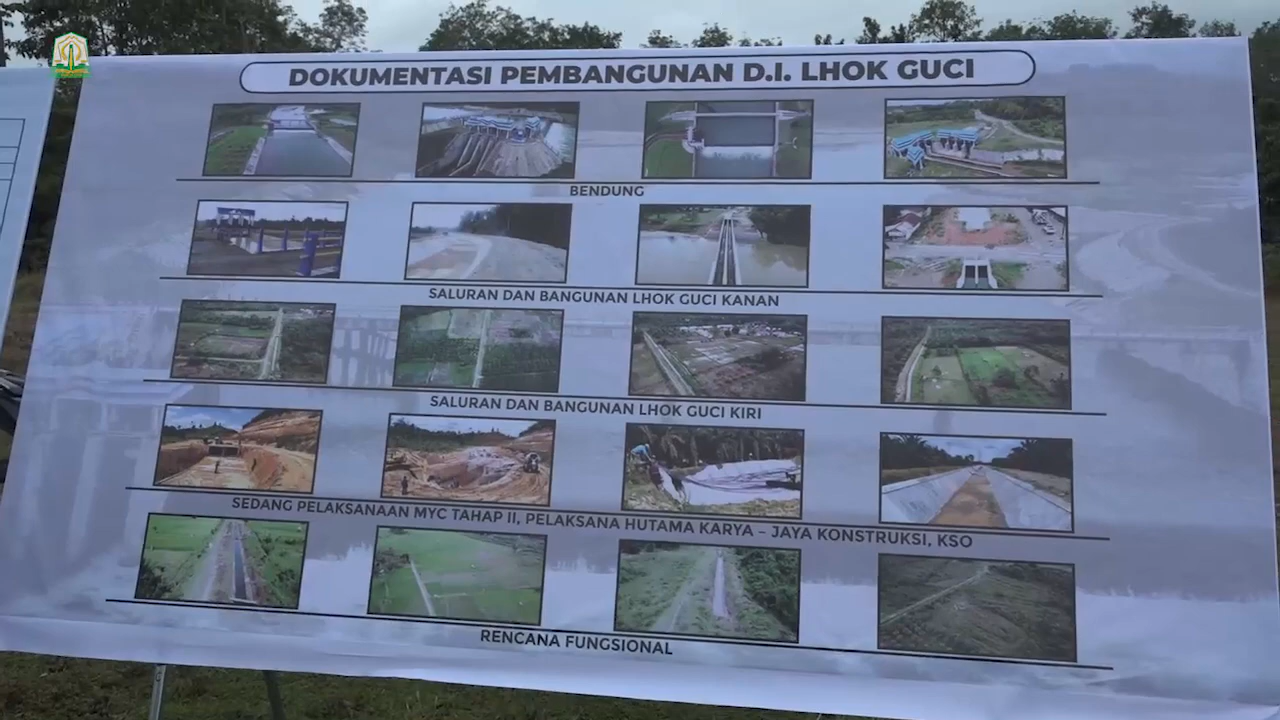 DOKUMENTASI PEMBANGUNAN D.I. LHOK GUCI
BENDUNG
SALURAN DAN BANGUNAN LHOK GUCI KANAN
SALURAN DAN BANGUNAN LHOK GUCI KIRI
SEDANG PELAKSANAAN MYC TAHAP II, PELAKSANA HUTAMA KARYA – JAYA KONSTRUKSI, KSO
RENCANA FUNGSIONAL